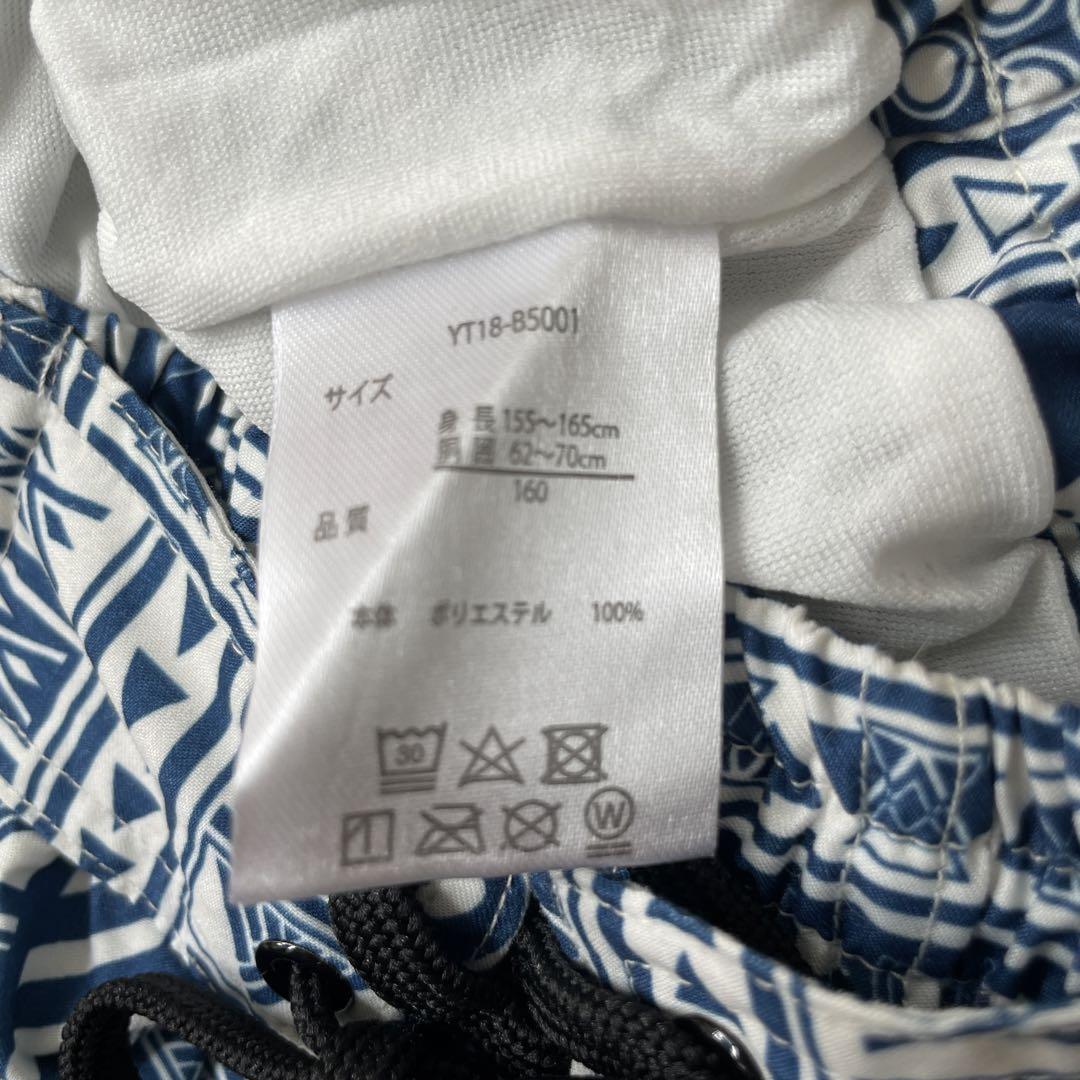 YT18-B5001
サイズ
身長 155〜165cm
胴囲 62〜70cm
160
品質
本体 ポリエステル 100%
30
W